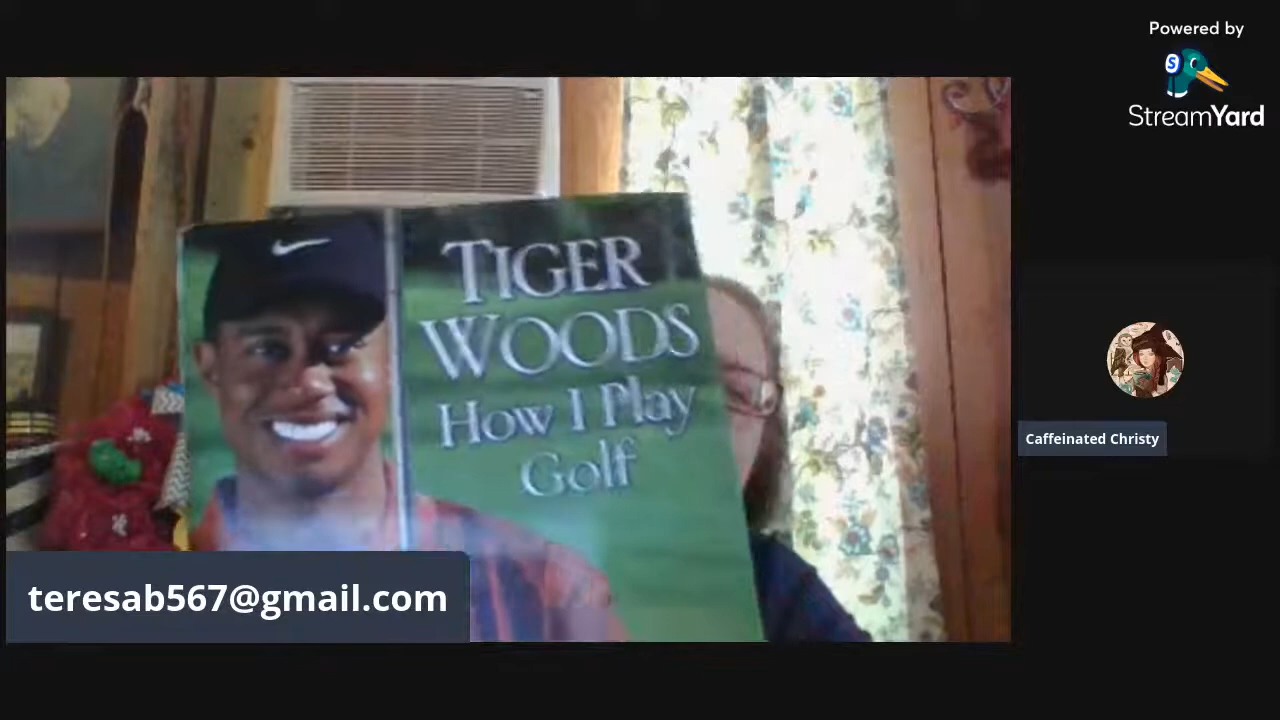 Powered by
S
StreamYard
TIGER
WOODS
How I Play
Golf
Caffeinated Christy
teresab567@gmail.com